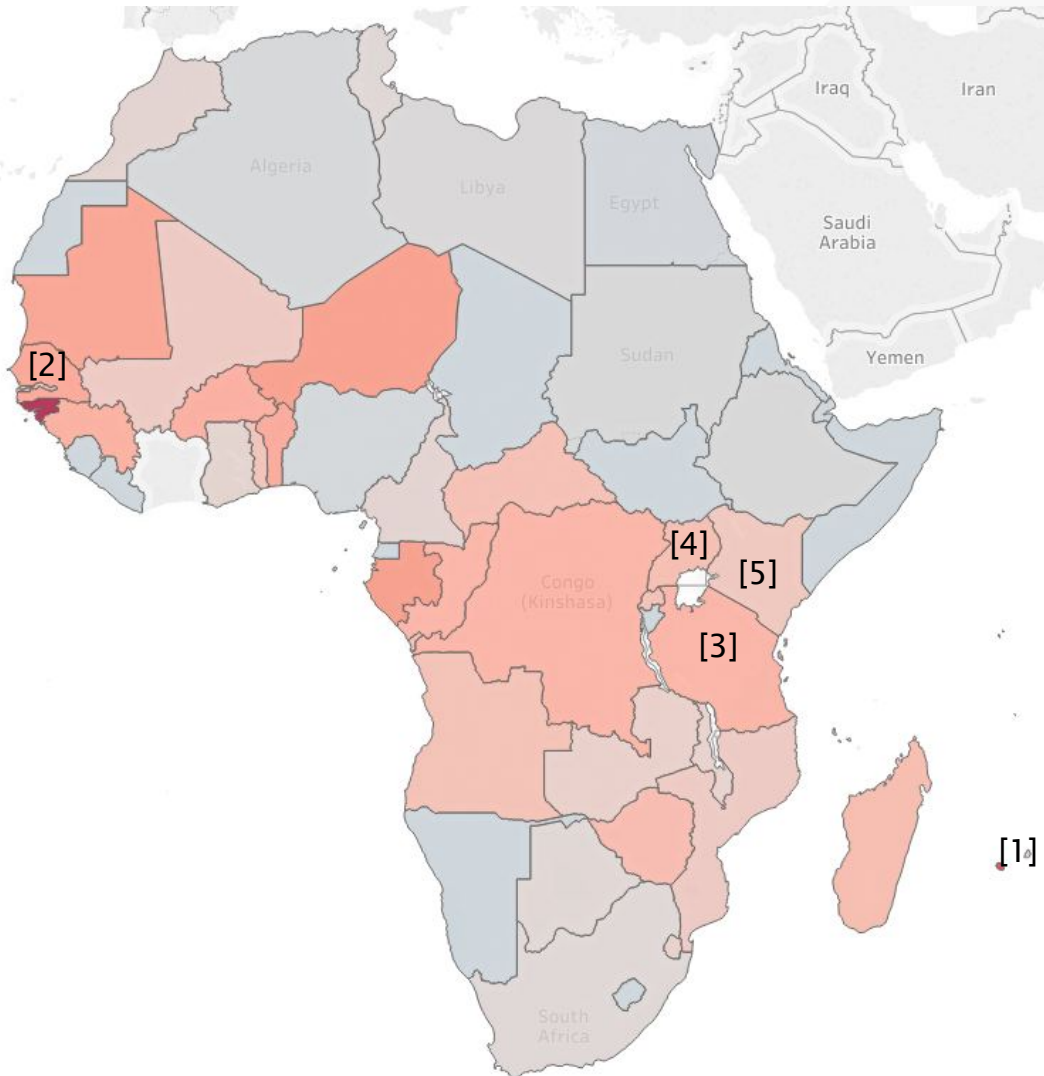 Iraq
Iran
Algeria
Libya
Egypt
Saudi
Arabia
[2]
Sudan
Yemen
[4]
[5]
Congo
(Kinshasa)
[3]
[1]
South
Africa